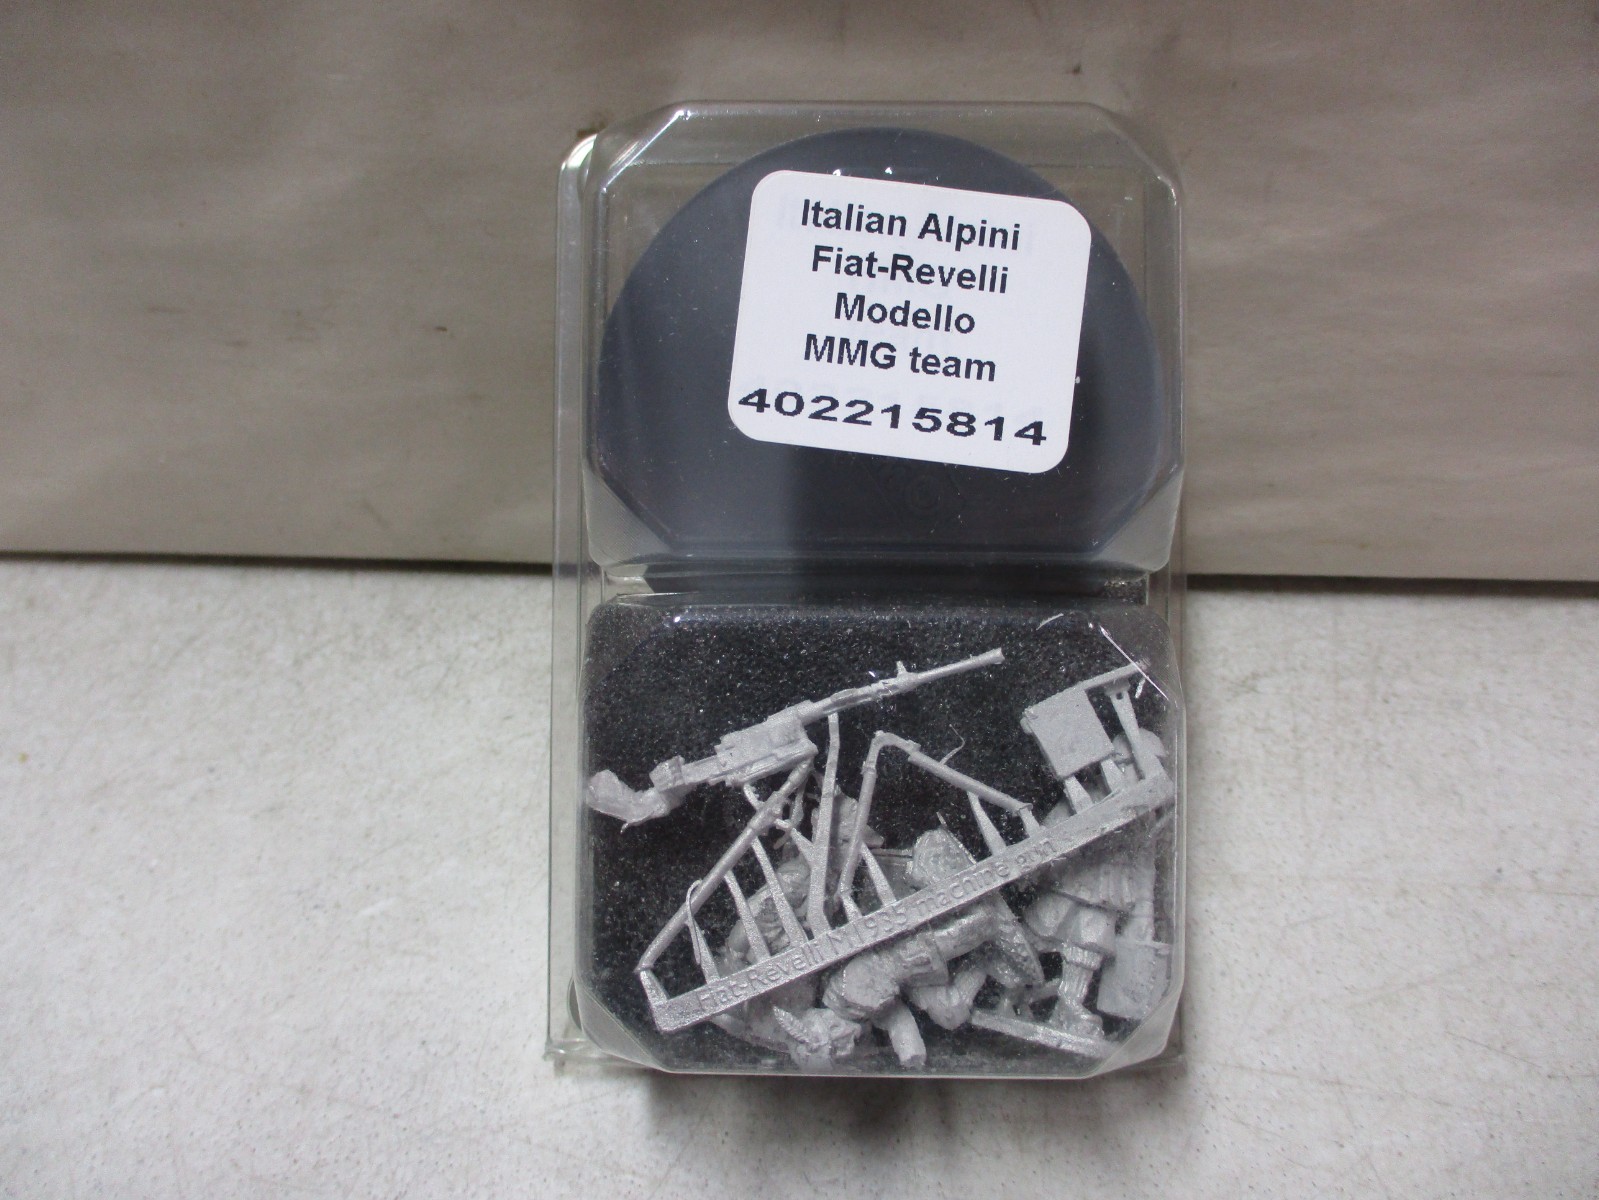 Italian Alpini
Fiat-Revelli
Modello
MMG team
402215814
Fiat-Revelli M1935 machine gun